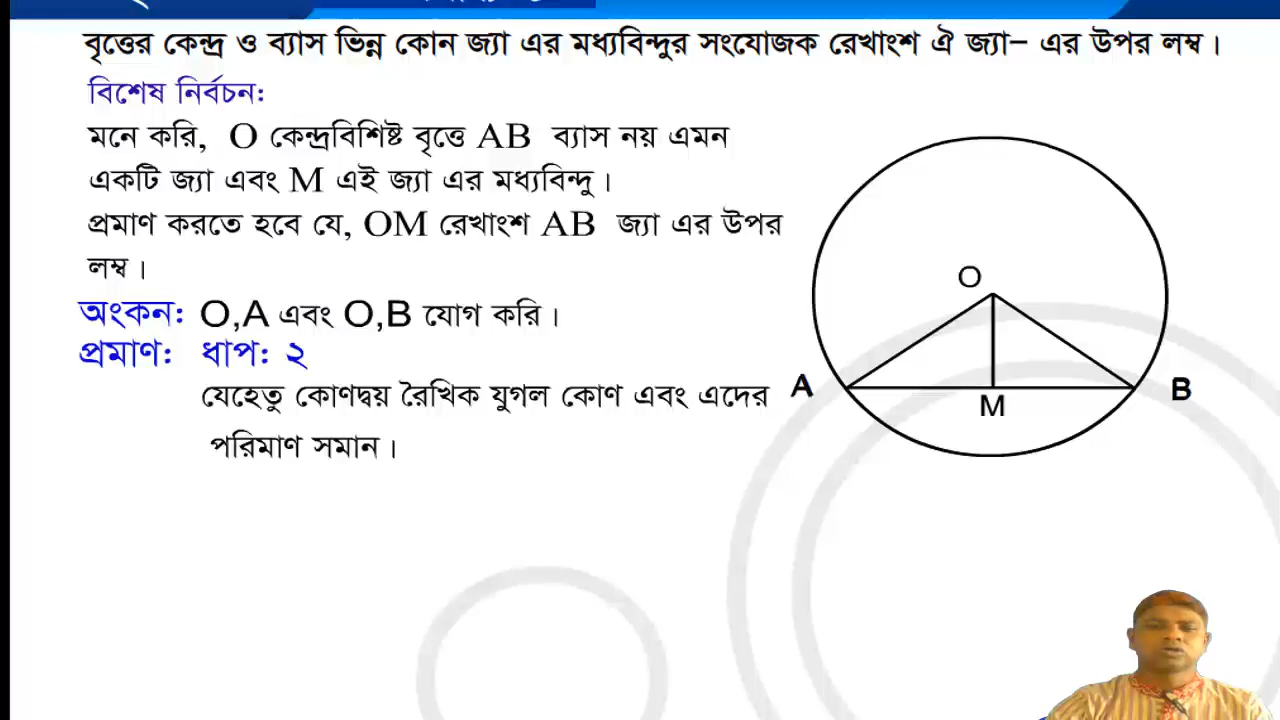 বৃত্তের কেন্দ্র ও ব্যাস ভিন্ন কোন জ্যা এর মধ্যবিন্দুর সংযোজক রেখাংশ ঐ জ্যা– এর উপর লম্ব।
বিশেষ নির্বচন:
মনে করি, O কেন্দ্রবিশিষ্ট বৃত্তে AB ব্যাস নয় এমন
একটি জ্যা এবং M এই জ্যা এর মধ্যবিন্দু।
প্রমাণ করতে হবে যে, OM রেখাংশ AB জ্যা এর উপর
লম্ব।
অংকন: O,A এবং O,B যোগ করি।
প্রমাণ: ধাপ: ২
যেহেতু কোণদ্বয় রৈখিক যুগল কোণ এবং এদের
পরিমাণ সমান।
O
A
M
B